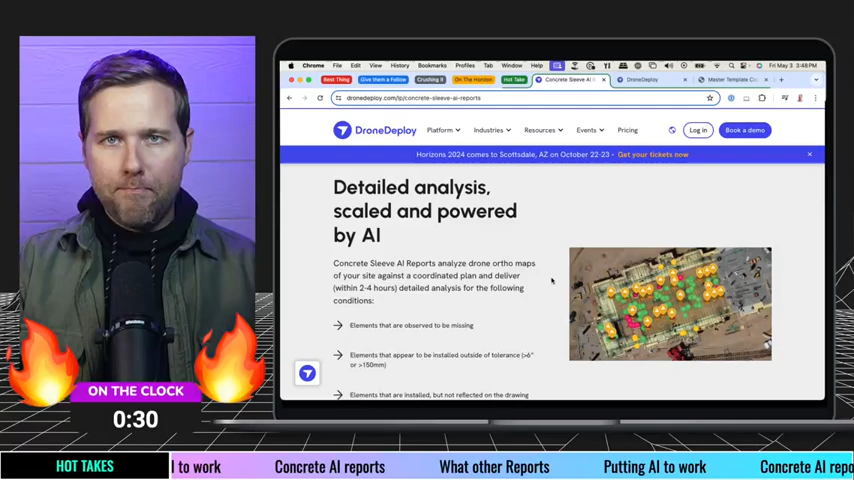 Chrome File Edit View History Bookmarks Profiles Tab Window Help
Fri May 3 3:48 PM
Best Thing Give them a Follow Crushing it On The Horizon Hot Take Concrete Sleeve AI DroneDeploy Master Template
dronedeploy.com/lp/concrete-sleeve-ai-reports
DroneDeploy Platform Industries Resources Events Pricing Log in Book a demo
Horizons 2024 comes to Scottsdale, AZ on October 22-23 - Get your tickets now
Detailed analysis,
scaled and powered
by AI
Concrete Sleeve AI Reports analyze drone ortho maps
of your site against a coordinated plan and deliver
(within 2-4 hours) detailed analysis for the following
conditions:
Elements that are observed to be missing
Elements that appear to be installed outside of tolerance (>6"
or >150mm)
Elements that are installed, but not reflected on the drawing
ON THE CLOCK
0:30
HOT TAKES I to work Concrete AI reports What other Reports Putting AI to work Concrete AI repo